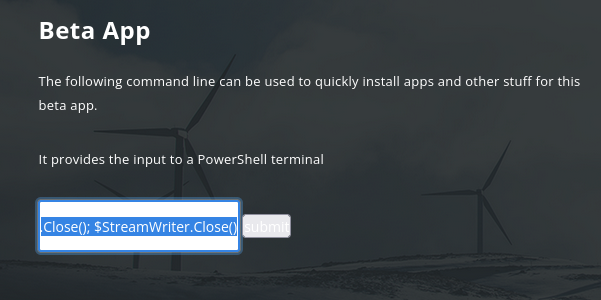 Beta App
The following command line can be used to quickly install apps and other stuff for this
beta app.
It provides the input to a PowerShell terminal
.Close(); $StreamWriter.Close()
submit